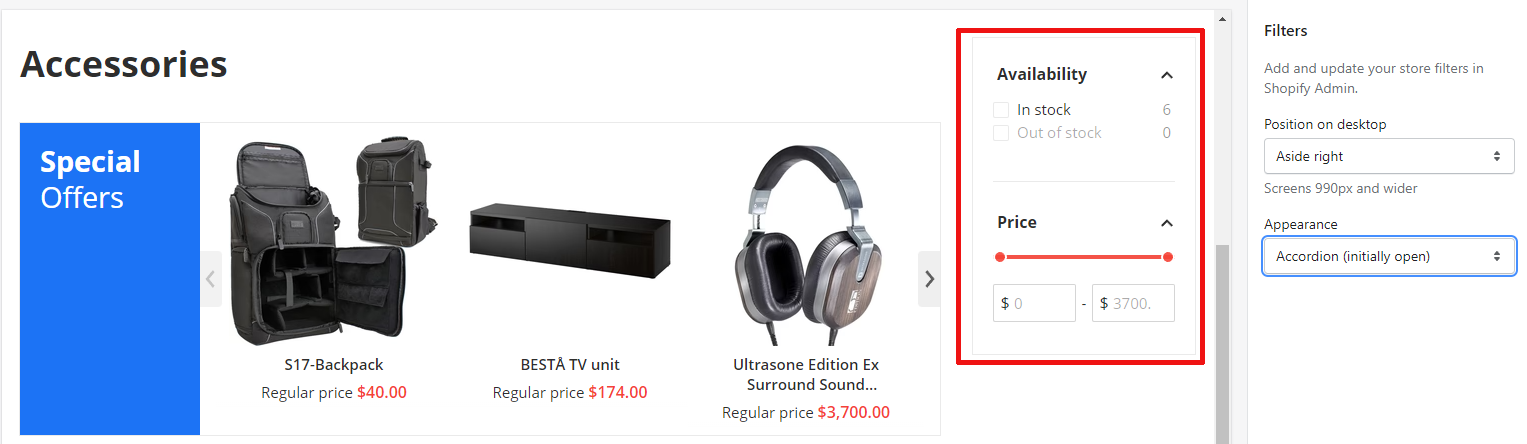 Accessories
Special
Offers
S17-Backpack
Regular price $40.00
BESTÅ TV unit
Regular price $174.00
Ultrasone Edition Ex
Surround Sound...
Regular price $3,700.00
Availability
In stock 6
Out of stock 0
Price
$ 0 - $ 3700.
Filters
Add and update your store filters in
Shopify Admin.
Position on desktop
Aside right
Screens 990px and wider
Appearance
Accordion (initially open)